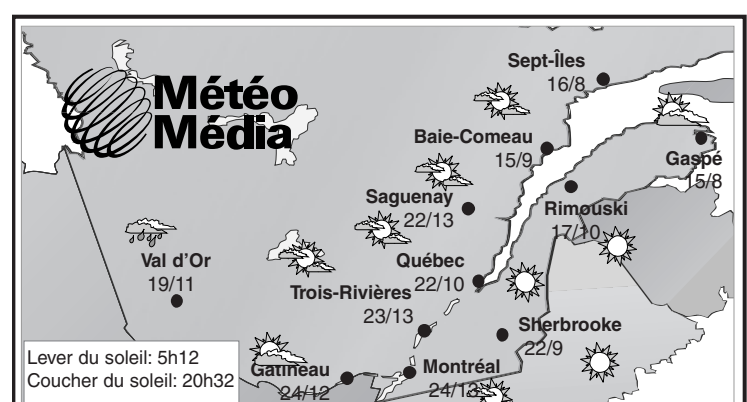 Météo
Média
Sept-Îles
16/8
Baie-Comeau
15/9
Gaspé
15/8
Saguenay
22/13
Rimouski
17/10
Val d'Or
19/11
Québec
22/10
Trois-Rivières
23/13
Sherbrooke
22/9
Lever du soleil: 5h12
Coucher du soleil: 20h32
Gatineau
24/12
Montréal
24/13